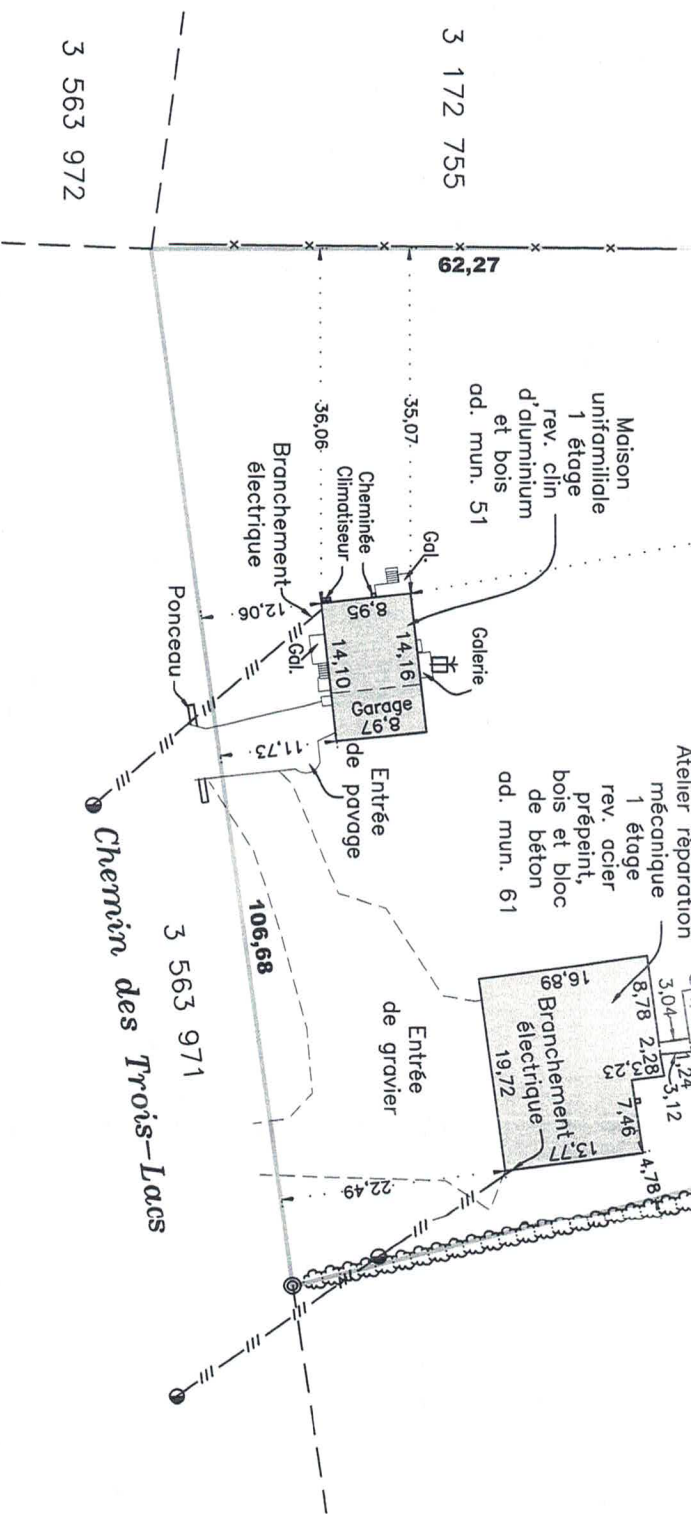 3 172 755
3 563 972
62,27
35,07
36,06
Maison
unifamiliale
1 étage
rev. clin
d'aluminium
et bois
ad. mun. 51
Gal.
Cheminée
Climatiseur
Branchement
électrique
Galerie
8,95
14,16
14,10
Garage
8,97
Gal.
12,06
11,73
Ponceau
Entrée
de pavage
Atelier réparation
mécanique
1 étage
rev. acier
prépeint,
bois et bloc
de béton
ad. mun. 61
16,89
8,78
3,04
2,28
3,23
1,24
3,12
7,46
4,78
13,77
19,72
Branchement
électrique
Entrée
de gravier
22,49
106,68
3 563 971
Chemin des Trois-Lacs